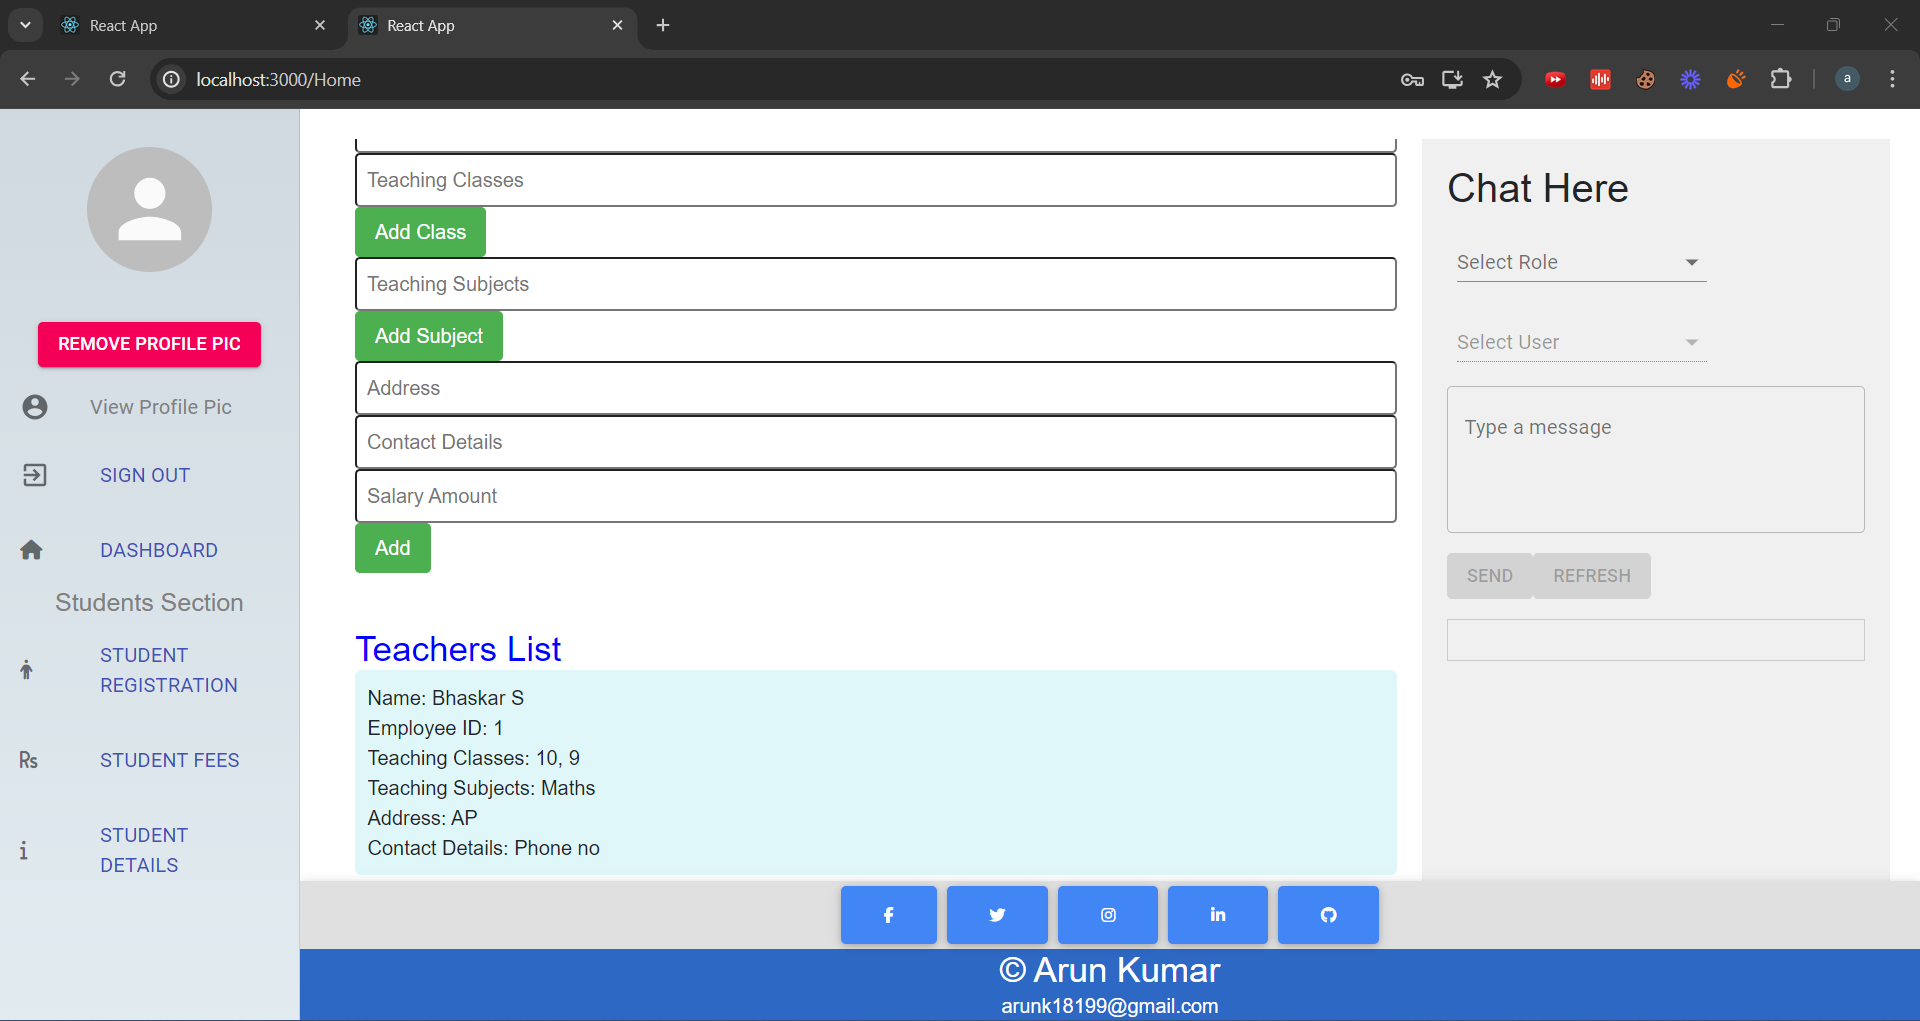 React App
React App
localhost:3000/Home
a
REMOVE PROFILE PIC
View Profile Pic
SIGN OUT
DASHBOARD
Students Section
STUDENT
REGISTRATION
Rs
STUDENT FEES
STUDENT
DETAILS
Teaching Classes
Add Class
Teaching Subjects
Add Subject
Address
Contact Details
Salary Amount
Add
Teachers List
Name: Bhaskar S
Employee ID: 1
Teaching Classes: 10, 9
Teaching Subjects: Maths
Address: AP
Contact Details: Phone no
Chat Here
Select Role
Select User
Type a message
SEND
REFRESH
© Arun Kumar
arunk18199@gmail.com